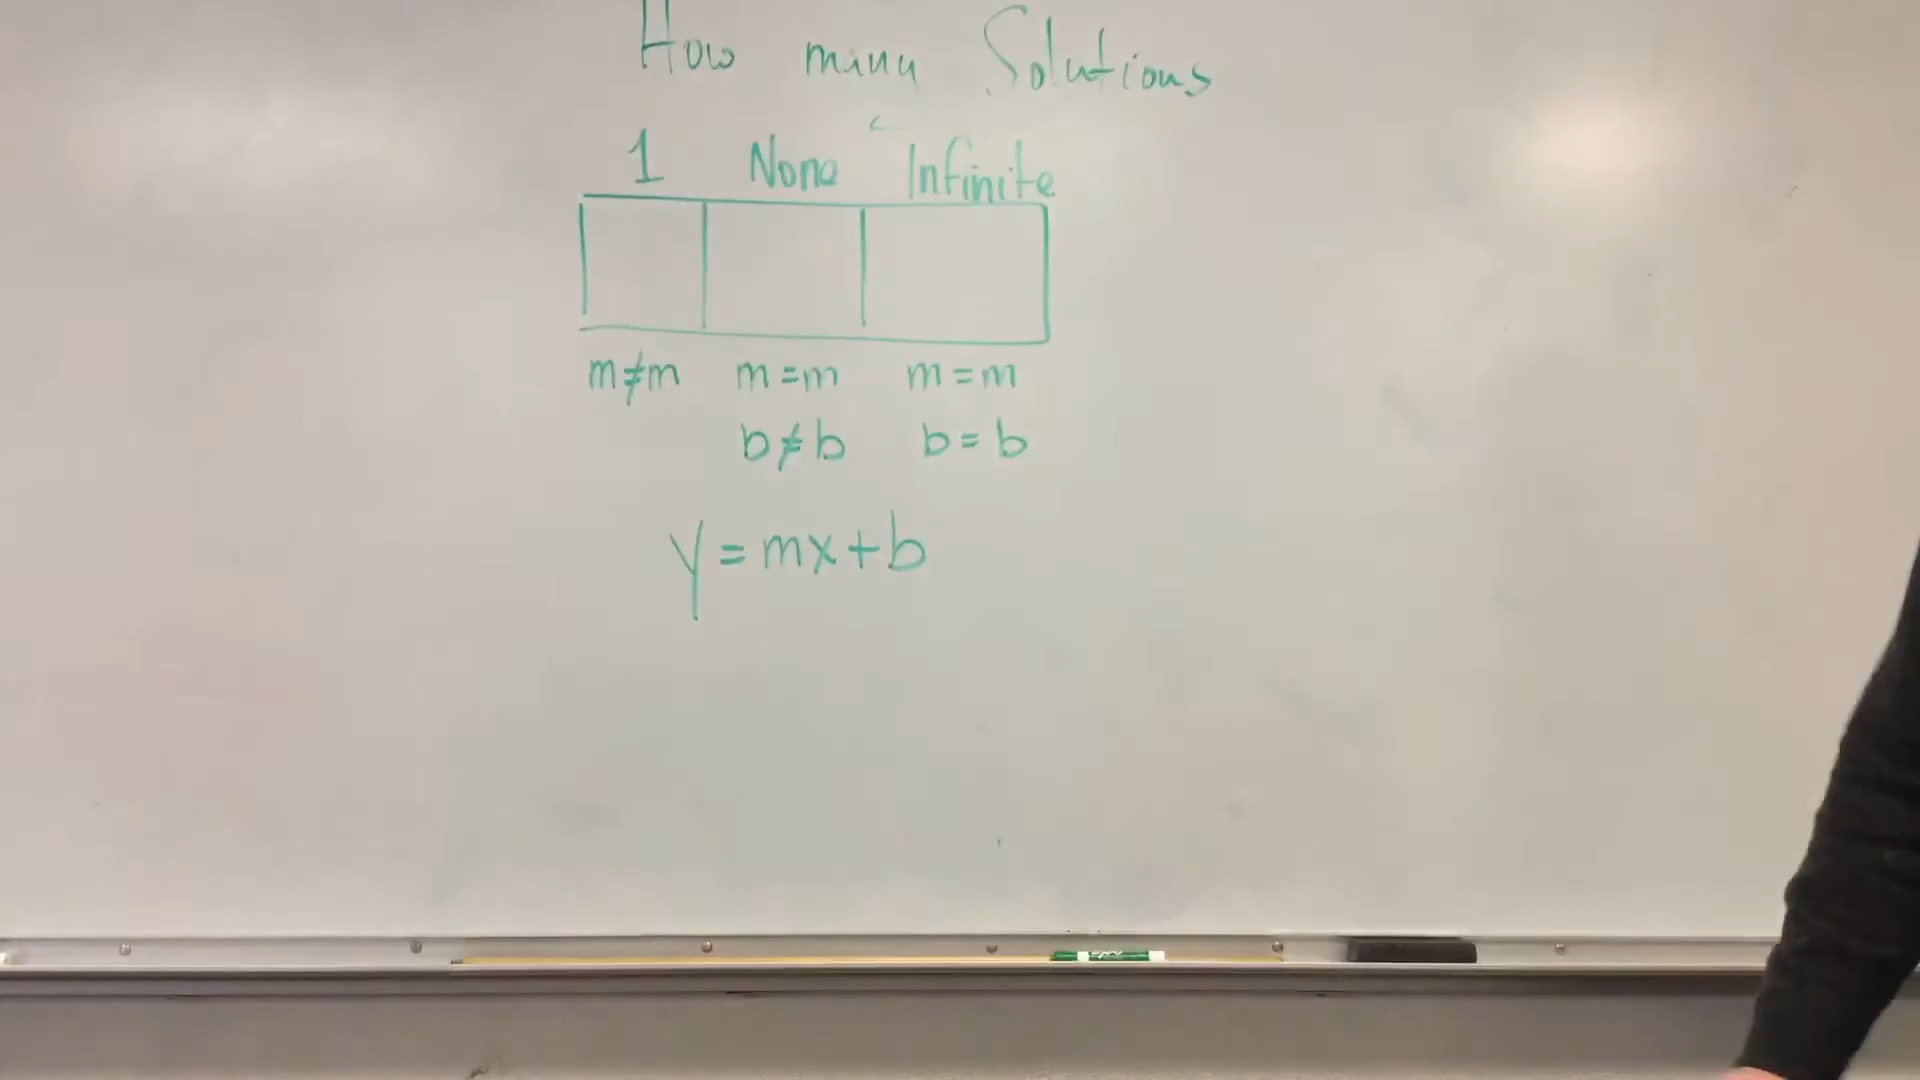 How many Solutions
1 None Infinite
m≠m m=m m=m
b≠b b=b
y=mx+b